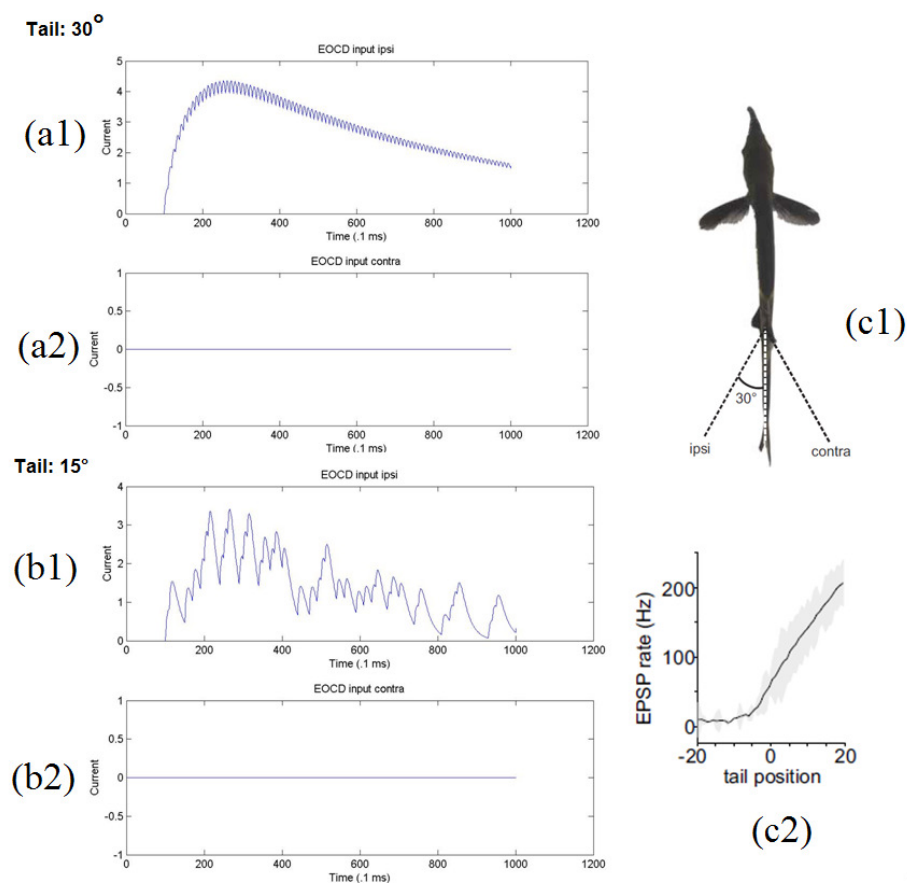 Tail: 30°
EOCD input ipsi
(a1)
Current
5
4
3
2
1
0
0 200 400 600 800 1000 1200
Time (.1 ms)
EOCD input contra
(a2)
Current
1
0.5
0
-0.5
-1
0 200 400 600 800 1000 1200
Time (.1 ms)
Tail: 15°
EOCD input ipsi
(b1)
Current
4
3
2
1
0
0 200 400 600 800 1000 1200
Time (.1 ms)
EOCD input contra
(b2)
Current
1
0.5
0
-0.5
-1
0 200 400 600 800 1000 1200
Time (.1 ms)
(c1)
30°
ipsi
contra
EPSP rate (Hz)
200
100
0
-20 0 20
tail position
(c2)